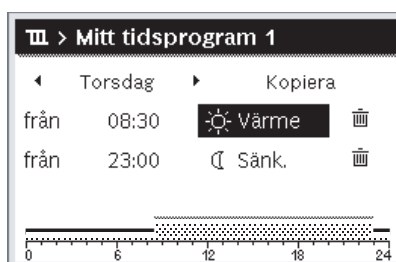 > Mitt tidsprogram 1
Torsdag Kopiera
från 08:30 Värme
från 23:00 Sänk.
0 6 12 18 24